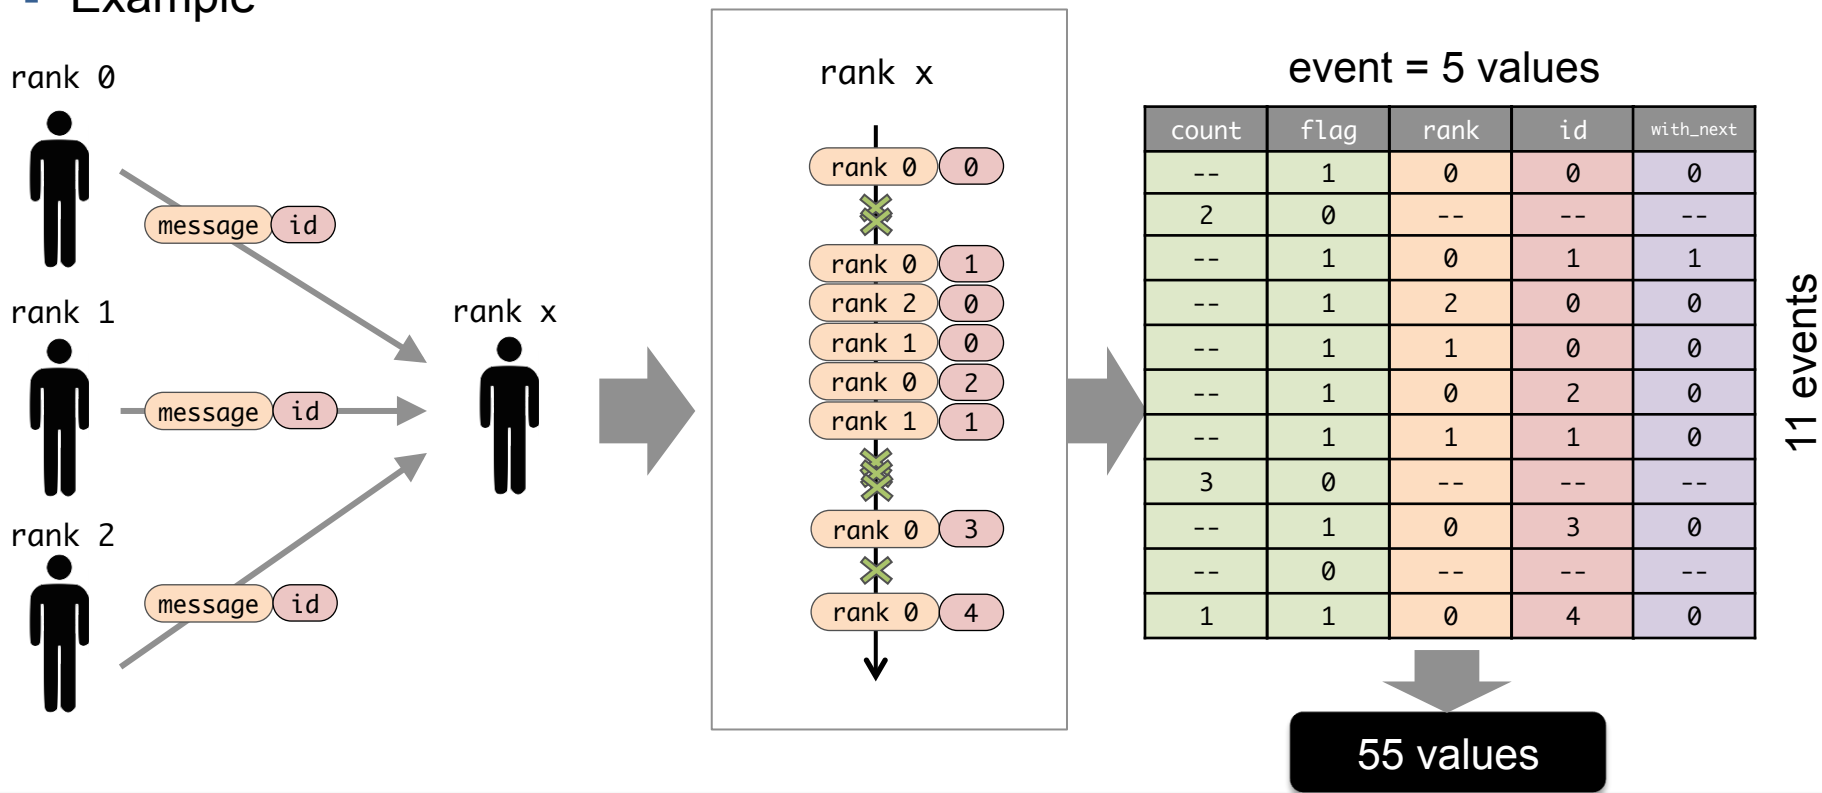 - Example
rank 0
message id
rank 1
message id
rank 2
message id
rank x
rank x
rank 0 0
rank 0 1
rank 2 0
rank 1 0
rank 0 2
rank 1 1
rank 0 3
rank 0 4
event = 5 values
count flag rank id with_next
-- 1 0 0 0
2 0 -- -- --
-- 1 0 1 1
-- 1 2 0 0
-- 1 1 0 0
-- 1 0 2 0
-- 1 1 1 0
3 0 -- -- --
-- 1 0 3 0
-- 0 -- -- --
1 1 0 4 0
11 events
55 values